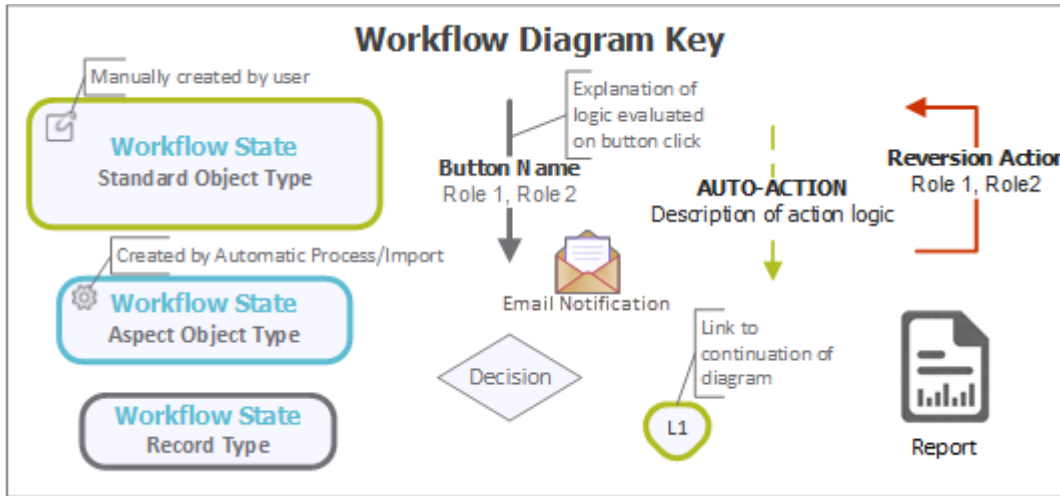 Workflow Diagram Key
Manually created by user
Workflow State
Standard Object Type
Created by Automatic Process/Import
Workflow State
Aspect Object Type
Workflow State
Record Type
Explanation of
logic evaluated
on button click
Button Name
Role 1, Role 2
Email Notification
Decision
AUTO-ACTION
Description of action logic
Link to
continuation of
diagram
L1
Reversion Action
Role 1, Role2
Report